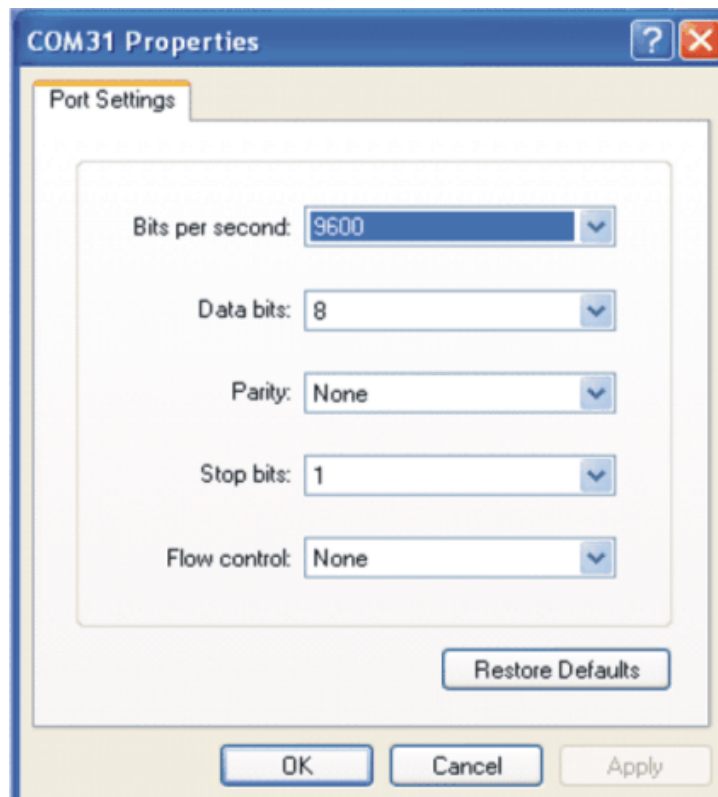 COM31 Properties
Port Settings
Bits per second: 9600
Data bits: 8
Parity: None
Stop bits: 1
Flow control: None
Restore Defaults
OK Cancel Apply